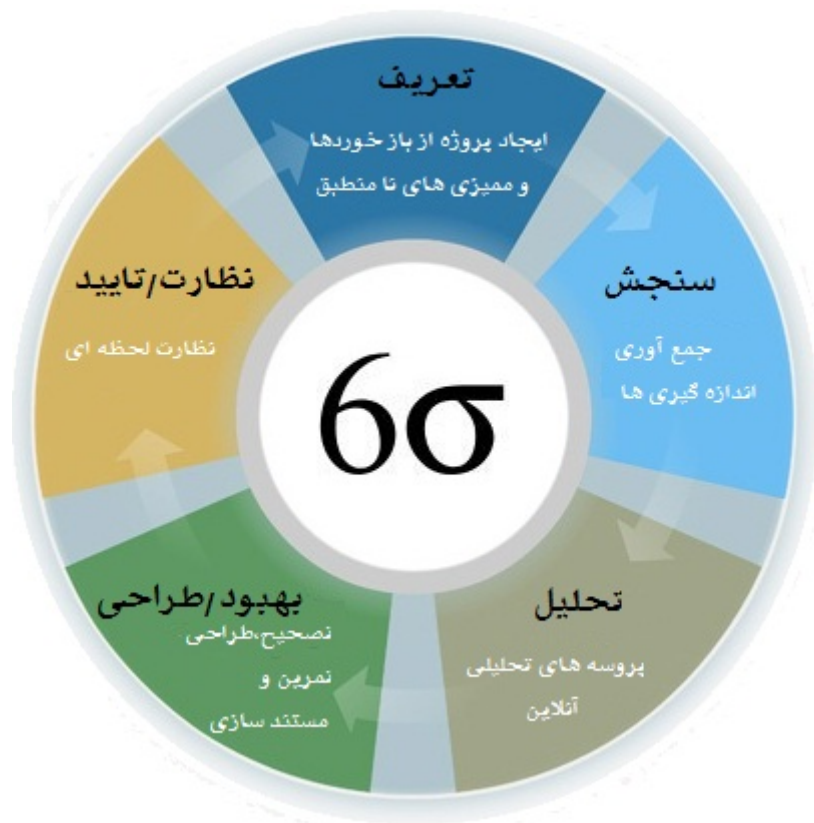 تعریف
ایجاد پروژه از باز خوردها
و ممیزی های نا منطبق
سنجش
جمع آوری
اندازه گیری ها
تحلیل
پروسه های تحلیلی
آنلاین
بهبود/طراحی
تصحیح،طراحی
تمرین و
مستند سازی
نظارت/تایید
نظارت لحظه ای
6σ